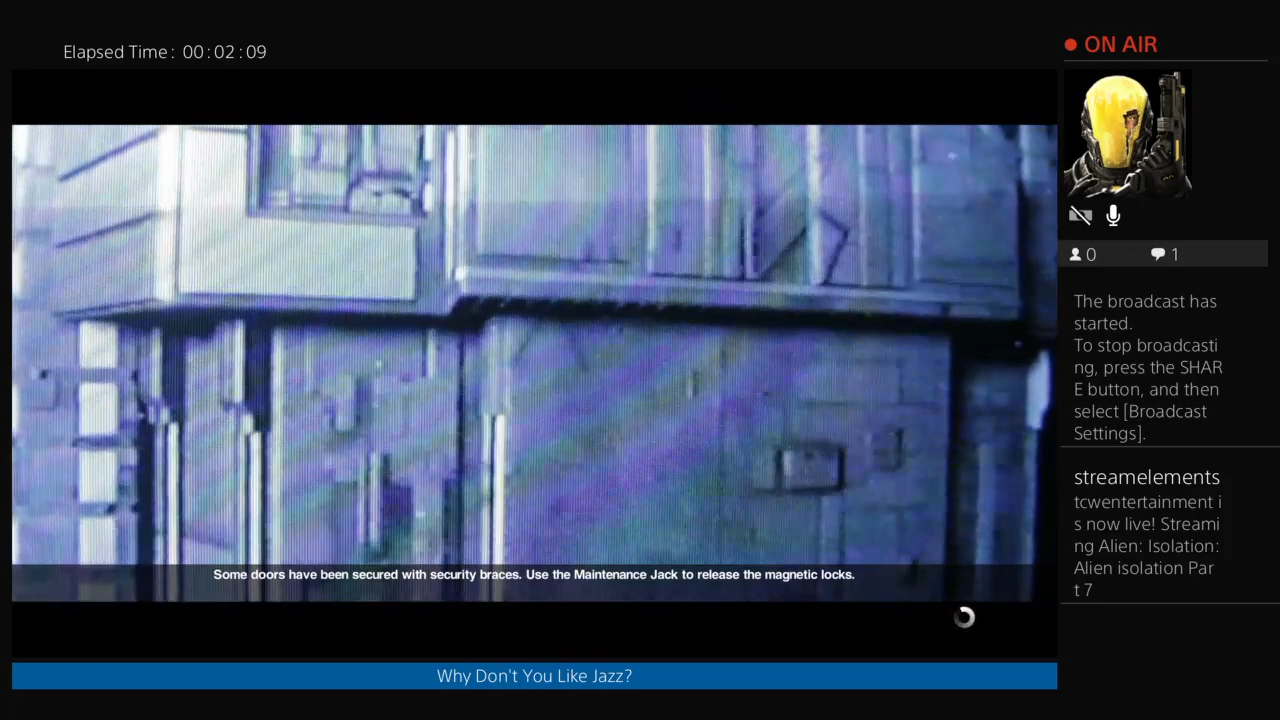 Elapsed Time: 00:02:09
ON AIR
0
1
The broadcast has
started.
To stop broadcasti
ng, press the SHAR
E button, and then
select [Broadcast
Settings].
streamelements
tcwentertainment i
s now live! Streami
ng Alien: Isolation:
Alien isolation Par
t 7
Some doors have been secured with security braces. Use the Maintenance Jack to release the magnetic locks.
Why Don't You Like Jazz?